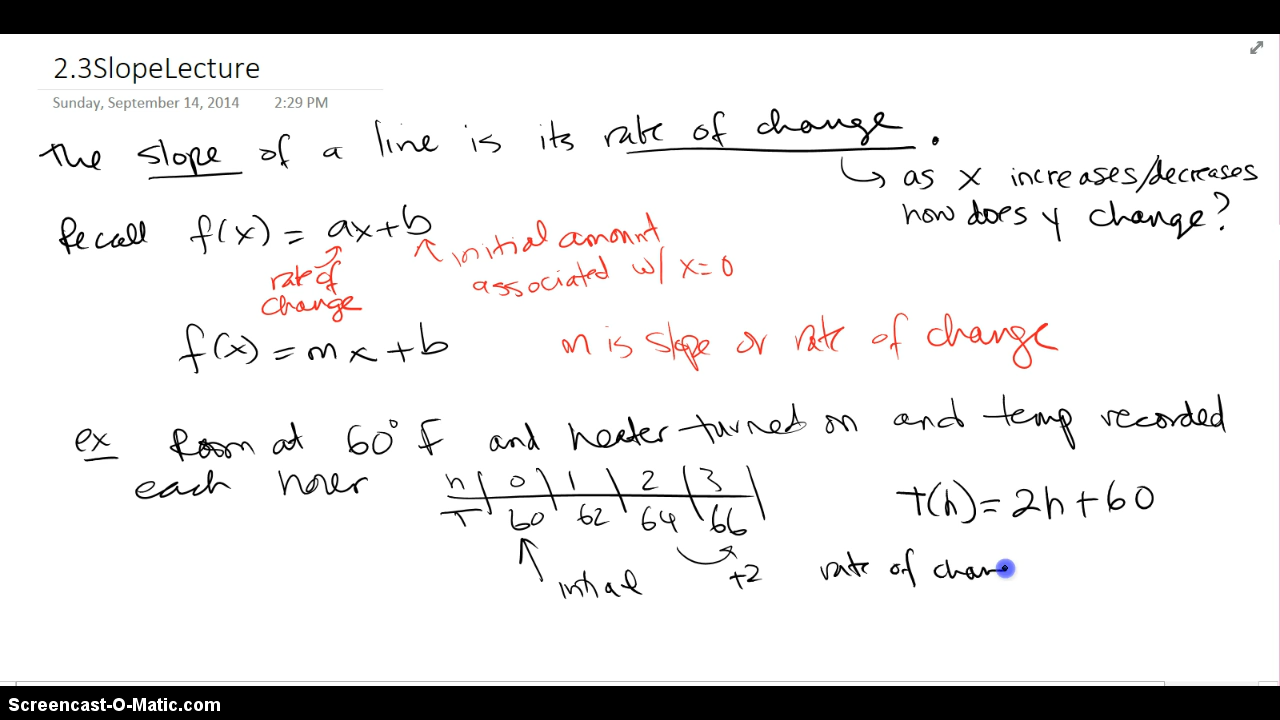 2.3SlopeLecture
Sunday, September 14, 2014 2:29 PM
The slope of a line is its rate of change.
as x increases/decreases
how does y change?
Recall f(x) = ax+b
initial amount
associated w/ x=0
rate of
change
f(x) = mx+b
m is slope or rate of change
ex Room at 60° F and heater turned on and temp recorded
each hour
h 0 1 2 3
T 60 62 64 66
T(h) = 2h+60
initial
+2
rate of chan
Screencast-O-Matic.com